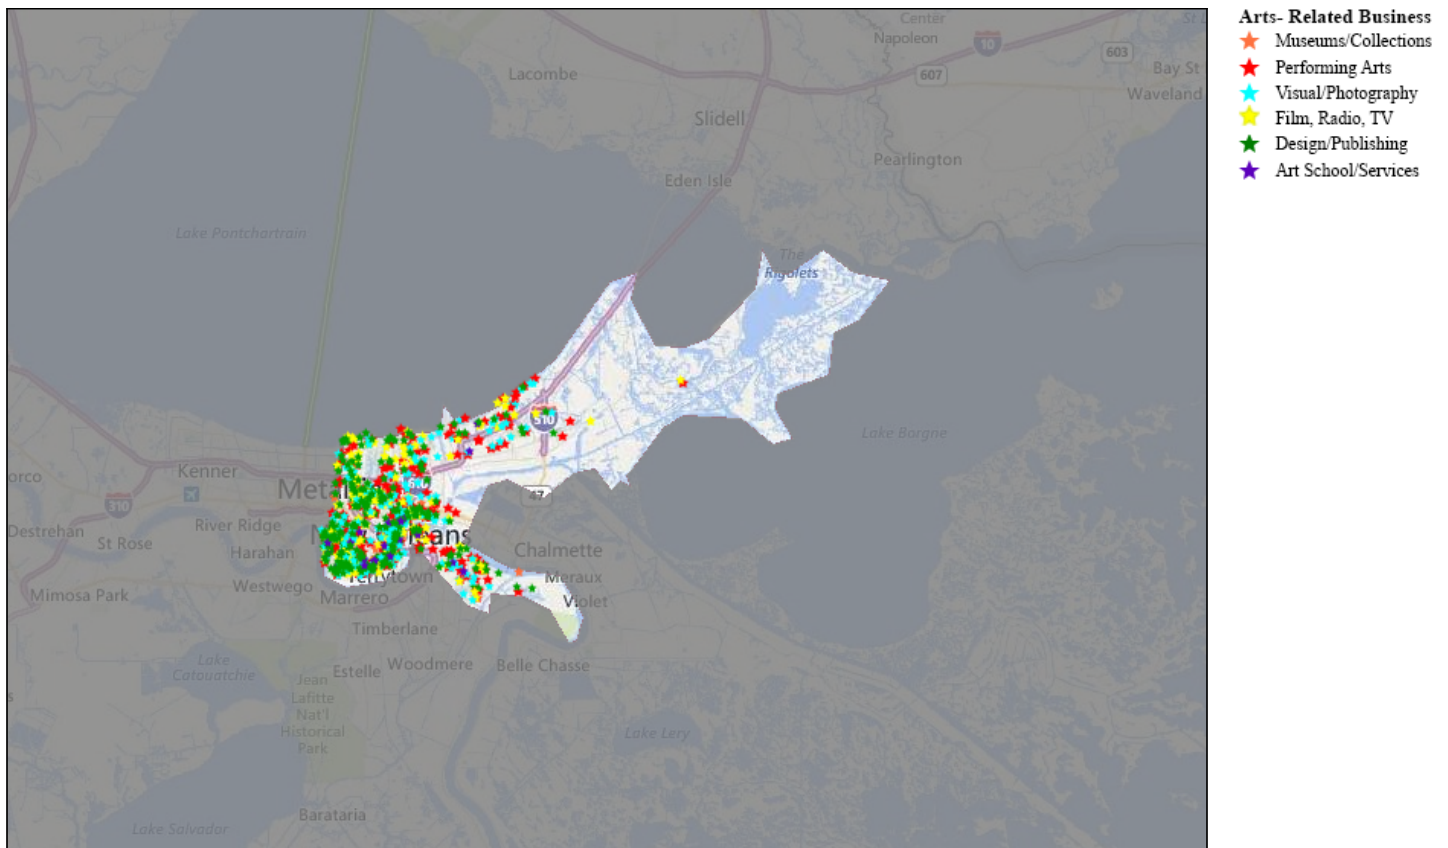 Arts- Related Business
Museums/Collections
Performing Arts
Visual/Photography
Film, Radio, TV
Design/Publishing
Art School/Services
Center
Napoleon
10
603
607
Bay St
Waveland
Lacombe
Slidell
Pearlington
Eden Isle
Lake Pontchartrain
The
Rigolets
510
Lake Borgne
Kenner
orco
310
47
Destrehan
River Ridge
St Rose
Harahan
Chalmette
Westwego
Terrytown
Meraux
Mimosa Park
Marrero
Violet
Timberlane
Lake
Catouatchie
Estelle
Woodmere
Belle Chasse
Jean
Lafitte
Nat'l
Historical
Park
s
Lake Lery
Barataria
Lake Salvador